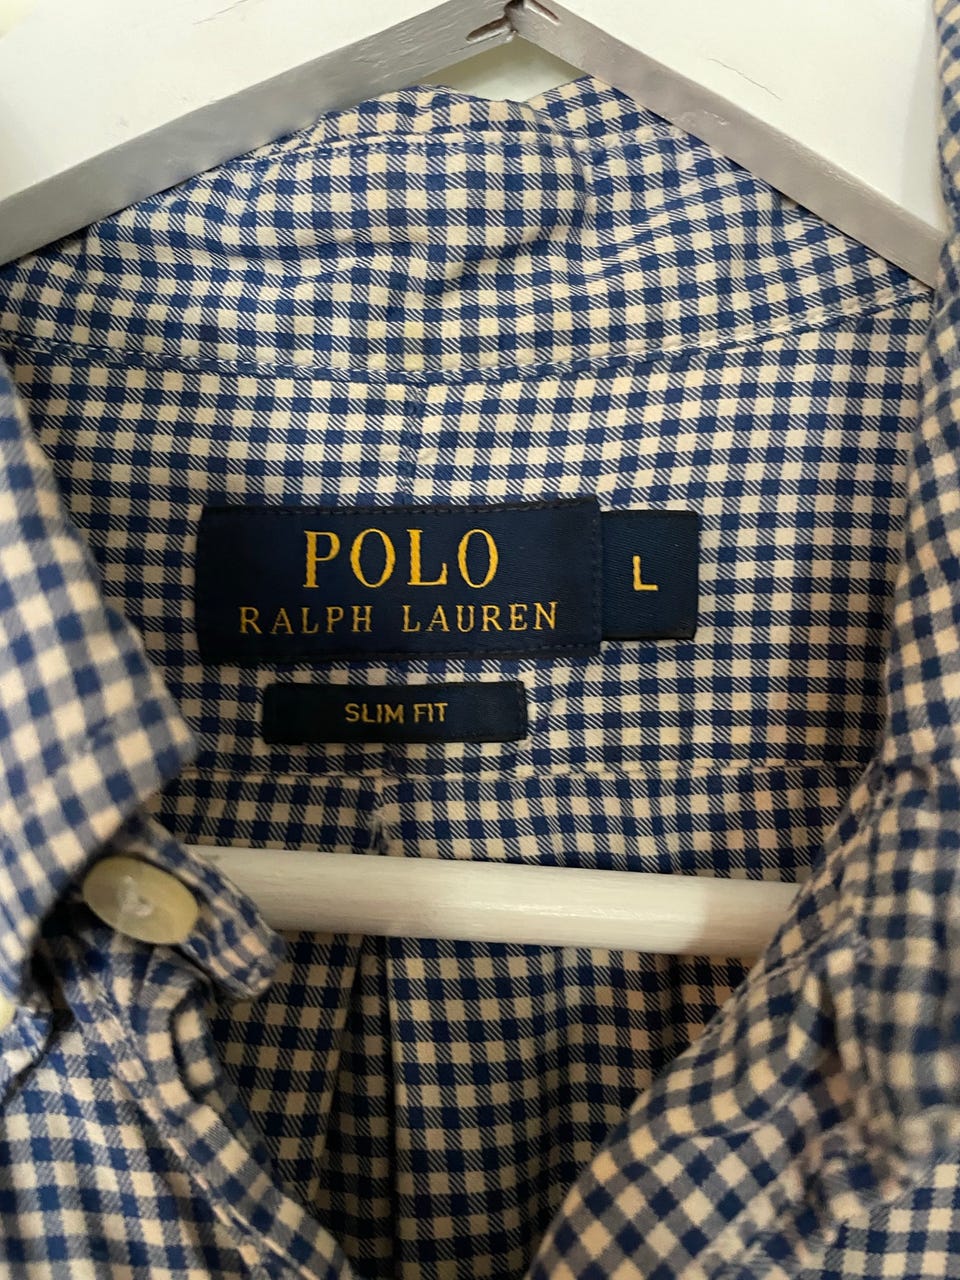 POLO
RALPH LAUREN
L
SLIM FIT